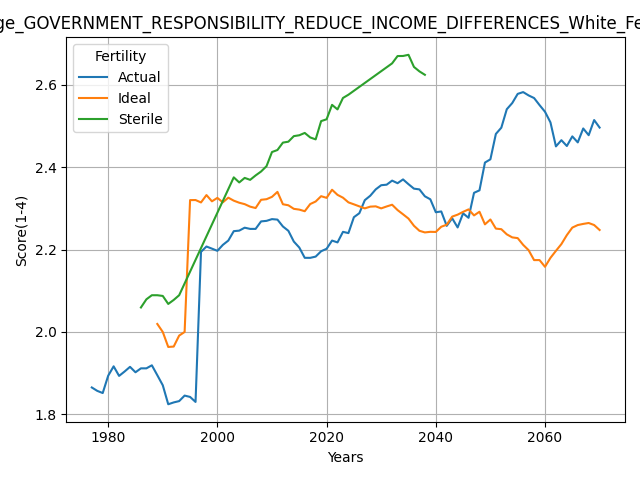 ge_GOVERNMENT_RESPONSIBILITY_REDUCE_INCOME_DIFFERENCES_White_Fe
Fertility
Actual
Ideal
Sterile
Score(1-4)
2.6
2.4
2.2
2.0
1.8
1980 2000 2020 2040 2060
Years